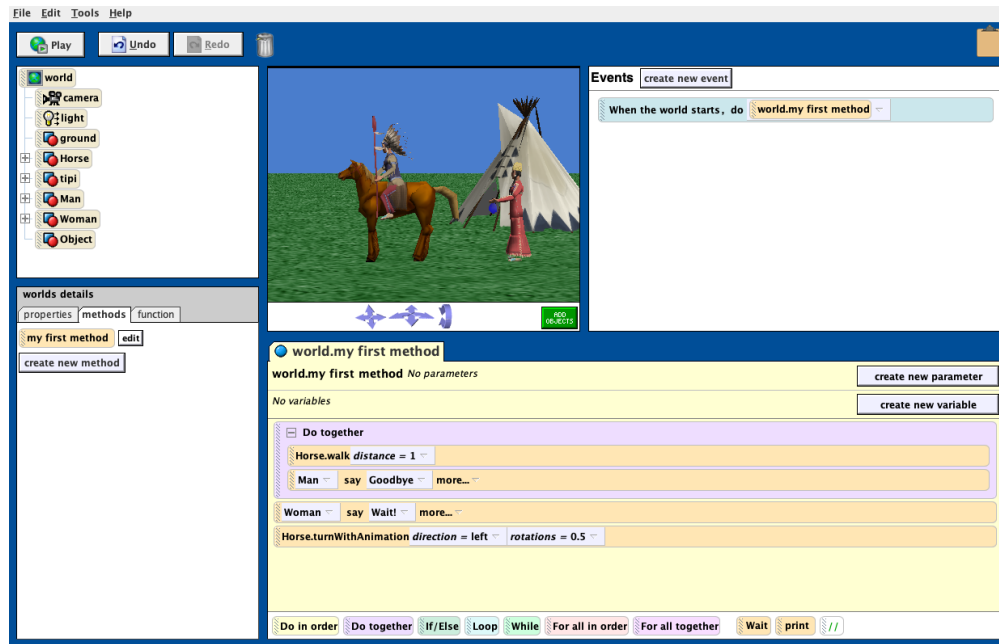 File Edit Tools Help
Play Undo Redo
world
camera
light
ground
Horse
tipi
Man
Woman
Object
ADD OBJECTS
Events create new event
When the world starts, do world.my first method
worlds details
properties methods function
my first method edit
create new method
world.my first method
world.my first method No parameters create new parameter
No variables create new variable
Do together
Horse.walk distance = 1
Man say Goodbye more...
Woman say Wait! more...
Horse.turnWithAnimation direction = left rotations = 0.5
Do in order Do together If/Else Loop While For all in order For all together Wait print //